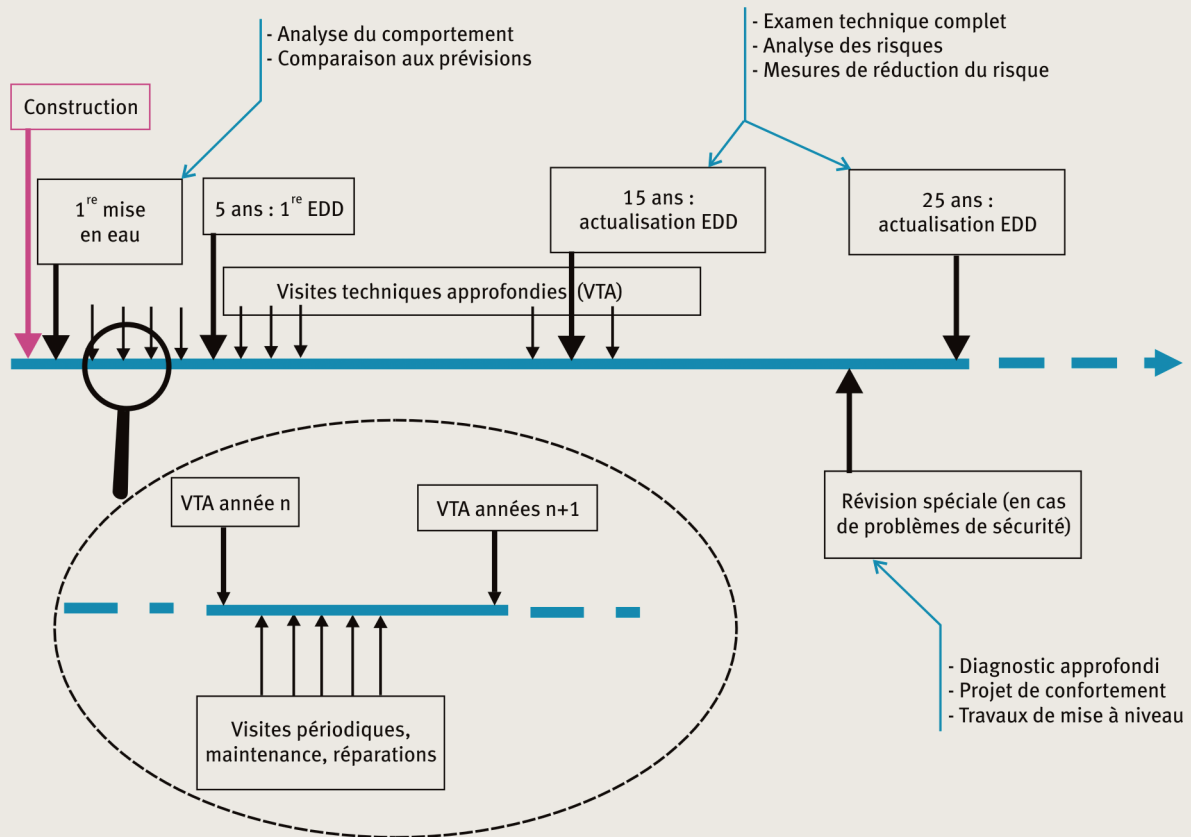 - Analyse du comportement
- Comparaison aux prévisions
- Examen technique complet
- Analyse des risques
- Mesures de réduction du risque
Construction
1re mise
en eau
5 ans : 1re EDD
15 ans :
actualisation EDD
25 ans :
actualisation EDD
Visites techniques approfondies (VTA)
VTA année n
VTA années n+1
Révision spéciale (en cas
de problèmes de sécurité)
Visites périodiques,
maintenance, réparations
- Diagnostic approfondi
- Projet de confortement
- Travaux de mise à niveau